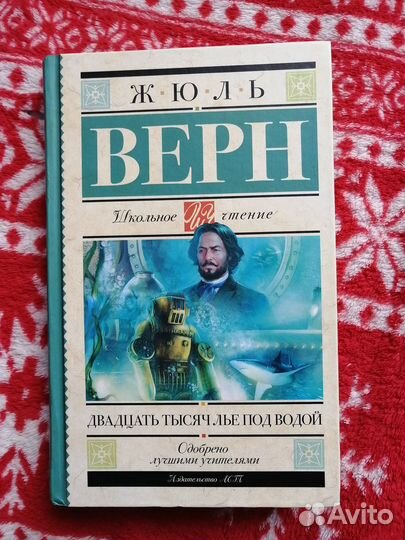 Ж·Ю·Л·Ь
ВЕРН
Школьное чтение
ДВАДЦАТЬ ТЫСЯЧ ЛЬЕ ПОД ВОДОЙ
Одобрено
лучшими учителями
Издательство АСТ
Avito